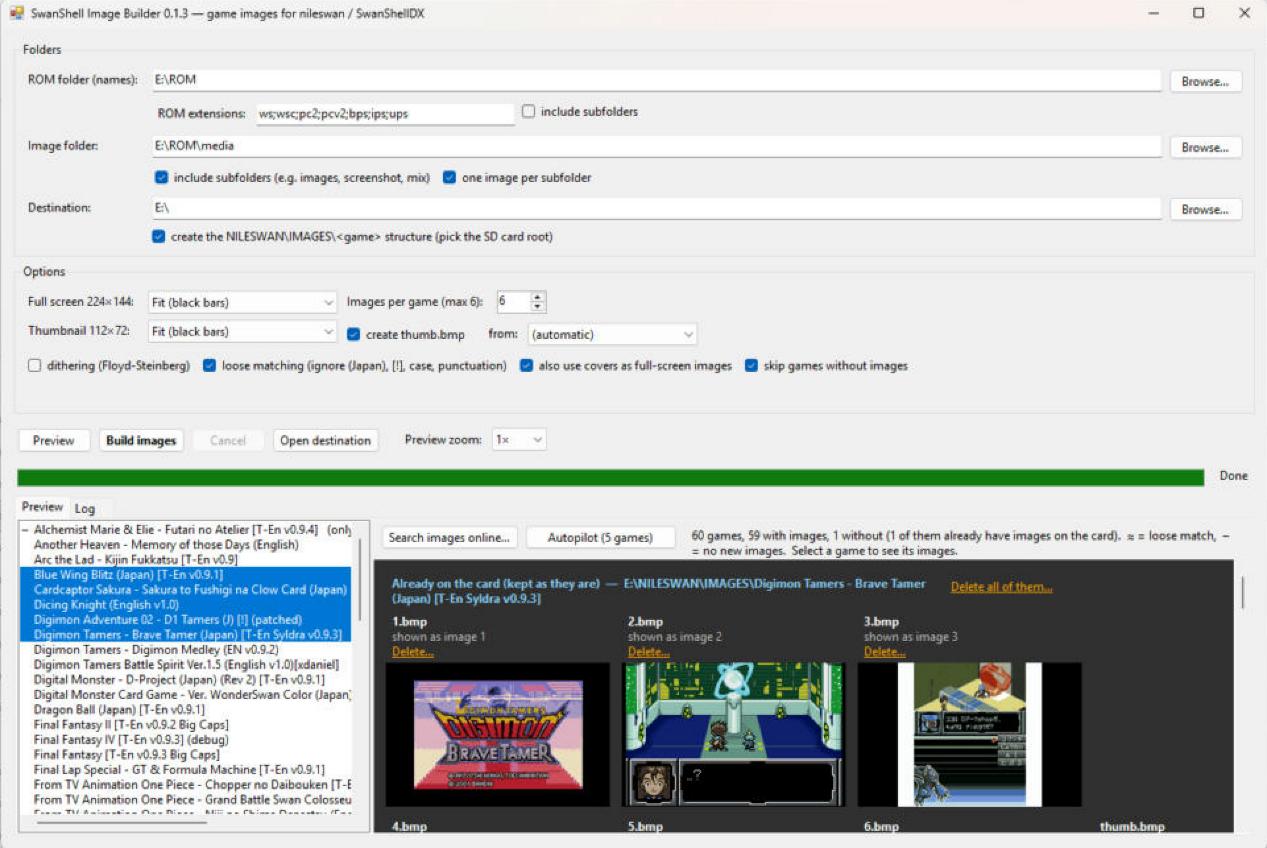 SwanShell Image Builder 0.1.3 — game images for nileswan / SwanShellDX
Folders
ROM folder (names): E:\ROM Browse...
ROM extensions: ws;wsc;pc2;pcv2;bps;ips;ups include subfolders
Image folder: E:\ROM\media Browse...
include subfolders (e.g. images, screenshot, mix) one image per subfolder
Destination: E:\ Browse...
create the NILESWAN\IMAGES\<game> structure (pick the SD card root)
Options
Full screen 224×144: Fit (black bars) Images per game (max 6): 6
Thumbnail 112×72: Fit (black bars) create thumb.bmp from: (automatic)
dithering (Floyd-Steinberg) loose matching (ignore (Japan), [!], case, punctuation) also use covers as full-screen images skip games without images
Preview Build images Cancel Open destination Preview zoom: 1×
Done
Preview Log
– Alchemist Marie & Elie - Futari no Atelier [T-En v0.9.4] (only
Another Heaven - Memory of those Days (English)
Arc the Lad - Kijin Fukkatsu [T-En v0.9]
Blue Wing Blitz (Japan) [T-En v0.9.1]
Cardcaptor Sakura - Sakura to Fushigi na Clow Card (Japan)
Dicing Knight (English v1.0)
Digimon Adventure 02 - D1 Tamers (J) [!] (patched)
Digimon Tamers - Brave Tamer (Japan) [T-En Syldra v0.9.3]
Digimon Tamers - Digimon Medley (EN v0.9.2)
Digimon Tamers Battle Spirit Ver.1.5 (English v1.0)[xdaniel]
Digital Monster - D-Project (Japan) (Rev 2) [T-En v0.9.1]
Digital Monster Card Game - Ver. WonderSwan Color (Japan)
Dragon Ball (Japan) [T-En v0.9.1]
Final Fantasy II [T-En v0.9.2 Big Caps]
Final Fantasy IV [T-En v0.9.3] (debug)
Final Fantasy [T-En v0.9.3 Big Caps]
Final Lap Special - GT & Formula Machine [T-En v0.9.1]
From TV Animation One Piece - Chopper no Daibouken [T-E
From TV Animation One Piece - Grand Battle Swan Colosseu
Search images online... Autopilot (5 games) 60 games, 59 with images, 1 without (1 of them already have images on the card). ≈ = loose match, –
= no new images. Select a game to see its images.
Already on the card (kept as they are) — E:\NILESWAN\IMAGES\Digimon Tamers - Brave Tamer
(Japan) [T-En Syldra v0.9.3]
Delete all of them...
1.bmp 2.bmp 3.bmp
shown as image 1 shown as image 2 shown as image 3
Delete... Delete... Delete...
DIGIMON TAMERS
DIGIMON
BRAVE TAMER
..?
4.bmp 5.bmp 6.bmp thumb.bmp